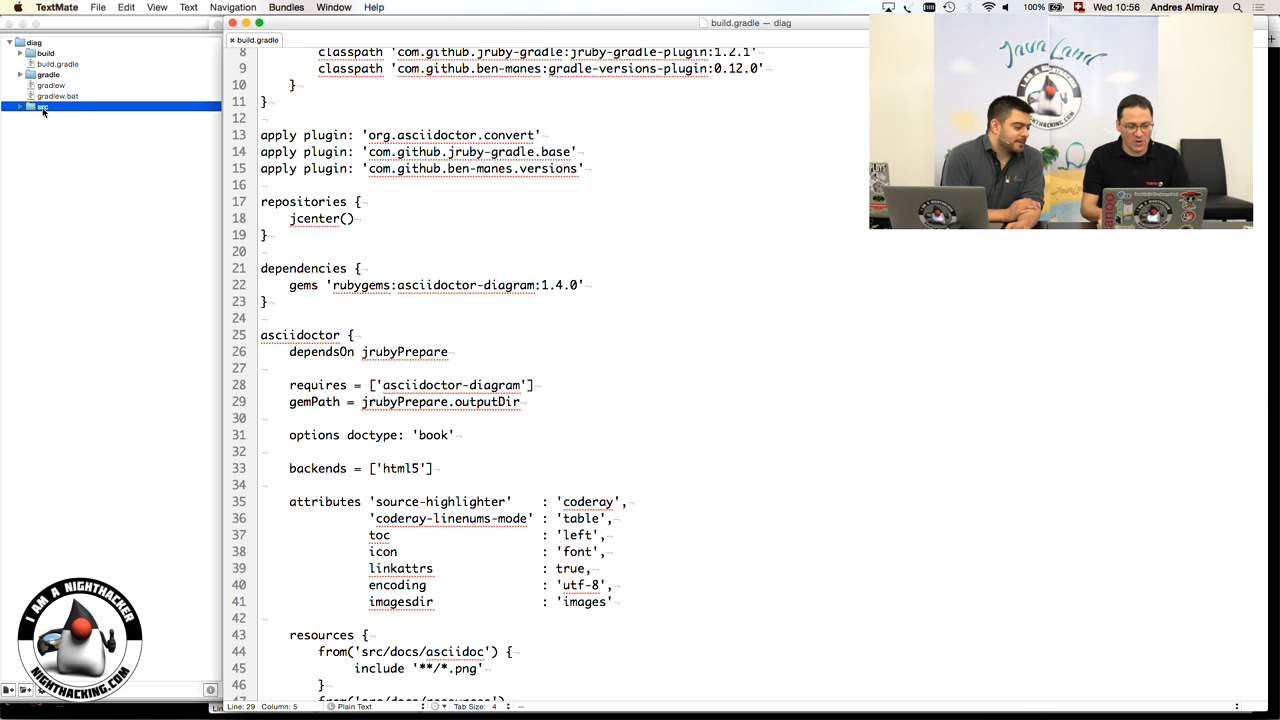 TextMate File Edit View Text Navigation Bundles Window Help
100% Wed 10:56 Andres Almiray
build.gradle — diag
build.gradle
diag
build
build.gradle
gradle
gradlew
gradlew.bat
src
8 classpath 'com.github.jruby-gradle:jruby-gradle-plugin:1.2.1'
9 classpath 'com.github.ben-manes:gradle-versions-plugin:0.12.0'
10 }
11 }
12
13 apply plugin: 'org.asciidoctor.convert'
14 apply plugin: 'com.github.jruby-gradle.base'
15 apply plugin: 'com.github.ben-manes.versions'
16
17 repositories {
18 jcenter()
19 }
20
21 dependencies {
22 gems 'rubygems:asciidoctor-diagram:1.4.0'
23 }
24
25 asciidoctor {
26 dependsOn jrubyPrepare
27
28 requires = ['asciidoctor-diagram']
29 gemPath = jrubyPrepare.outputDir
30
31 options doctype: 'book'
32
33 backends = ['html5']
34
35 attributes 'source-highlighter' : 'coderay',
36 'coderay-linenums-mode' : 'table',
37 toc : 'left',
38 icon : 'font',
39 linkattrs : true,
40 encoding : 'utf-8',
41 imagesdir : 'images'
42
43 resources {
44 from('src/docs/asciidoc') {
45 include '**/*.png'
46 }
47 from('src/docs/resources')
Line: 29 Column: 5 Plain Text Tab Size: 4
Java Land
I AM A NIGHTHACKER
NIGHTHACKING.COM
I AM A NIGHTHACKER
NIGHTHACKING.COM